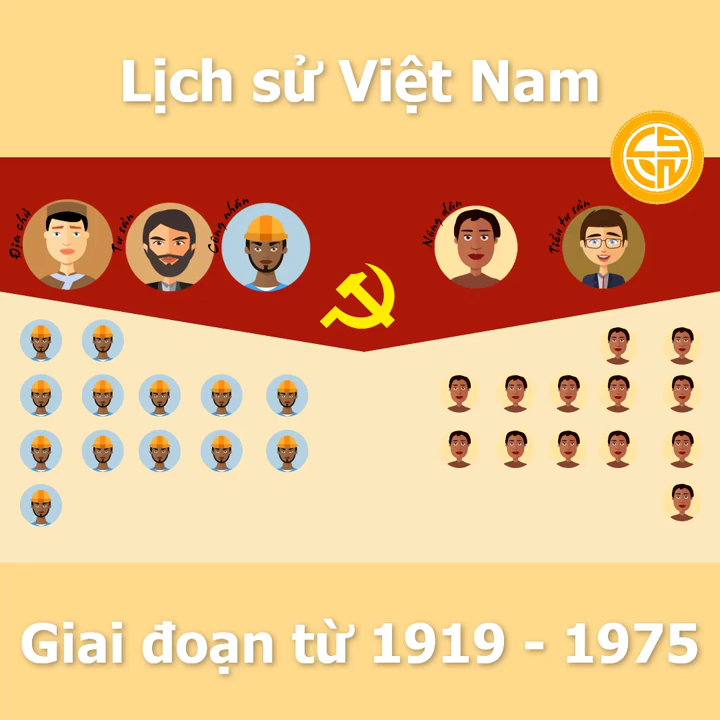 Lịch sử Việt Nam
Địa chủ
Tư sản
Công nhân
Nông dân
Tiểu tư sản
Giai đoạn từ 1919 - 1975